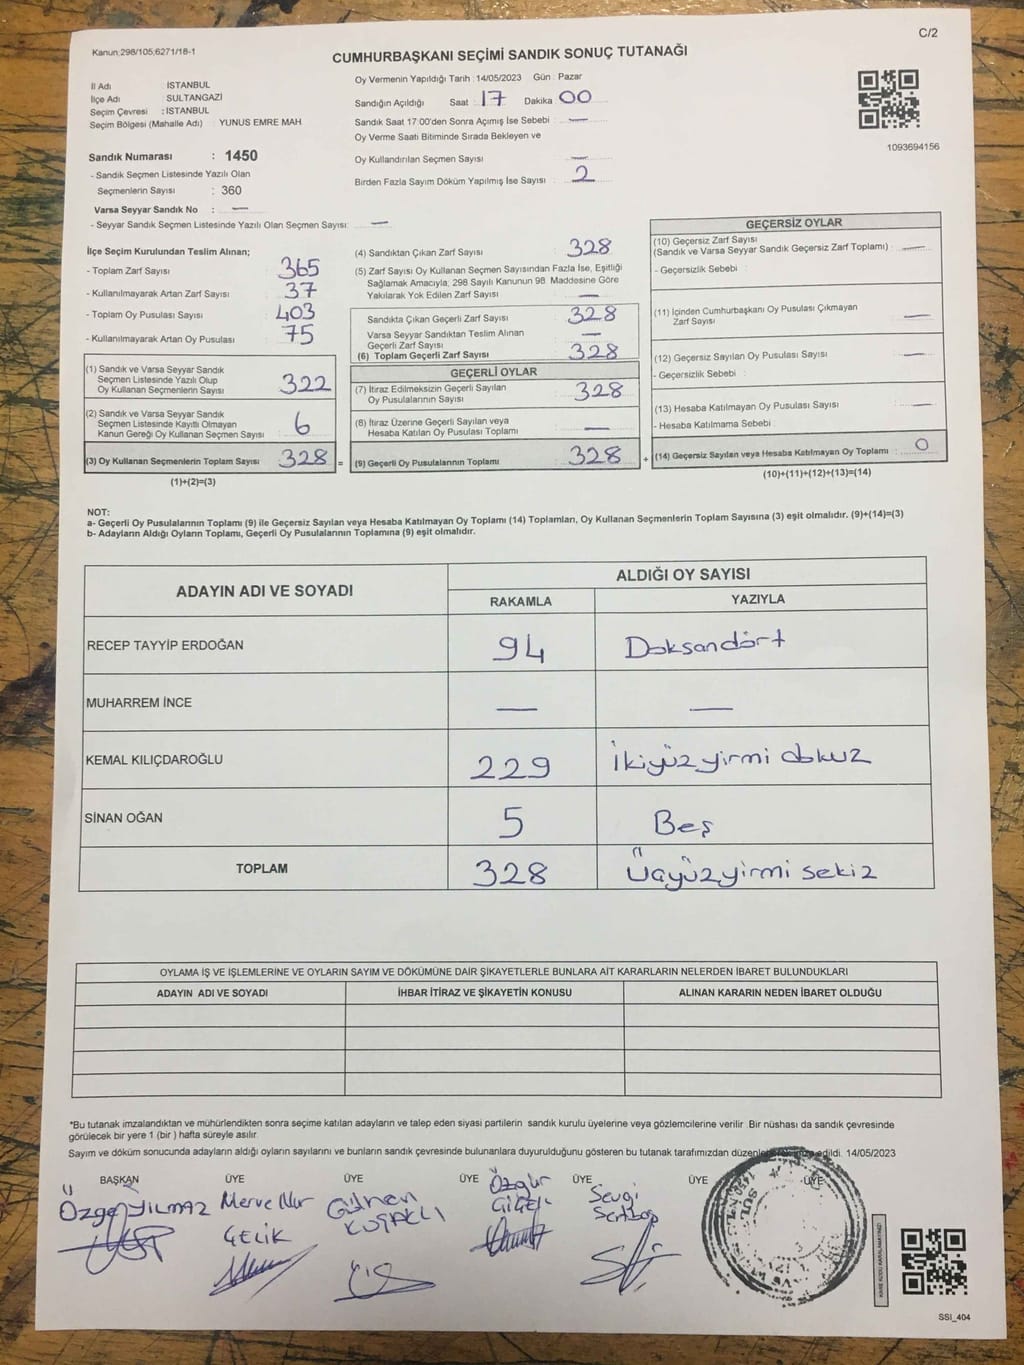 Kanun;298/105;6271/18-1
C/2
CUMHURBAŞKANI SEÇİMİ SANDIK SONUÇ TUTANAĞI
İl Adı : İSTANBUL
İlçe Adı : SULTANGAZİ
Seçim Çevresi : İSTANBUL
Seçim Bölgesi (Mahalle Adı) : YUNUS EMRE MAH.
Sandık Numarası : 1450
- Sandık Seçmen Listesinde Yazılı Olan
Seçmenlerin Sayısı : 360
Varsa Seyyar Sandık No : —
- Seyyar Sandık Seçmen Listesinde Yazılı Olan Seçmen Sayısı: —
Oy Vermenin Yapıldığı Tarih : 14/05/2023 Gün : Pazar
Sandığın Açıldığı Saat : 17 Dakika : 00
Sandık Saat 17:00'den Sonra Açımış İse Sebebi : —
Oy Verme Saati Bitiminde Sırada Bekleyen ve
Oy Kullandırılan Seçmen Sayısı : —
Birden Fazla Sayım Döküm Yapılmış İse Sayısı : 2
1093694156
İlçe Seçim Kurulundan Teslim Alınan;
- Toplam Zarf Sayısı : 365
- Kullanılmayarak Artan Zarf Sayısı : 37
- Toplam Oy Pusulası Sayısı : 403
- Kullanılmayarak Artan Oy Pusulası : 75
(1) Sandık ve Varsa Seyyar Sandık
Seçmen Listesinde Yazılı Olup
Oy Kullanan Seçmenlerin Sayısı : 322
(2) Sandık ve Varsa Seyyar Sandık
Seçmen Listesinde Kayıtlı Olmayan
Kanun Gereği Oy Kullanan Seçmen Sayısı : 6
(3) Oy Kullanan Seçmenlerin Toplam Sayısı : 328 =
(1)+(2)=(3)
(4) Sandıktan Çıkan Zarf Sayısı : 328
(5) Zarf Sayısı Oy Kullanan Seçmen Sayısından Fazla İse, Eşitliği
Sağlamak Amacıyla; 298 Sayılı Kanunun 98. Maddesine Göre
Yakılarak Yok Edilen Zarf Sayısı : —
Sandıkta Çıkan Geçerli Zarf Sayısı : 328
Varsa Seyyar Sandıktan Teslim Alınan
Geçerli Zarf Sayısı : —
(6) Toplam Geçerli Zarf Sayısı : 328
GEÇERLİ OYLAR
(7) İtiraz Edilmeksizin Geçerli Sayılan
Oy Pusulalarının Sayısı : 328
(8) İtiraz Üzerine Geçerli Sayılan veya
Hesaba Katılan Oy Pusulası Toplamı : —
(9) Geçerli Oy Pusulalarının Toplamı : 328 +
GEÇERSİZ OYLAR
(10) Geçersiz Zarf Sayısı
(Sandık ve Varsa Seyyar Sandık Geçersiz Zarf Toplamı) : —
- Geçersizlik Sebebi :
(11) İçinden Cumhurbaşkanı Oy Pusulası Çıkmayan
Zarf Sayısı : —
(12) Geçersiz Sayılan Oy Pusulası Sayısı : —
- Geçersizlik Sebebi :
(13) Hesaba Katılmayan Oy Pusulası Sayısı : —
- Hesaba Katılmama Sebebi :
(14) Geçersiz Sayılan veya Hesaba Katılmayan Oy Toplamı : 0
(10)+(11)+(12)+(13)=(14)
NOT:
a- Geçerli Oy Pusulalarının Toplamı (9) ile Geçersiz Sayılan veya Hesaba Katılmayan Oy Toplamı (14) Toplamları, Oy Kullanan Seçmenlerin Toplam Sayısına (3) eşit olmalıdır. (9)+(14)=(3)
b- Adayların Aldığı Oyların Toplamı, Geçerli Oy Pusulalarının Toplamına (9) eşit olmalıdır.
ADAYIN ADI VE SOYADI
ALDIĞI OY SAYISI
RAKAMLA YAZIYLA
RECEP TAYYİP ERDOĞAN 94 Doksandört
MUHARREM İNCE — —
KEMAL KILIÇDAROĞLU 229 İkiyüz yirmi dokuz
SİNAN OĞAN 5 Beş
TOPLAM 328 Üçyüzyirmi sekiz
OYLAMA İŞ VE İŞLEMLERİNE VE OYLARIN SAYIM VE DÖKÜMÜNE DAİR ŞİKAYETLERLE BUNLARA AİT KARARLARIN NELERDEN İBARET BULUNDUKLARI
ADAYIN ADI VE SOYADI İHBAR İTİRAZ VE ŞİKAYETİN KONUSU ALINAN KARARIN NEDEN İBARET OLDUĞU
*Bu tutanak imzalandıktan ve mühürlendikten sonra seçime katılan adayların ve talep eden siyasi partilerin sandık kurulu üyelerine veya gözlemcilerine verilir. Bir nüshası da sandık çevresinde
görülecek bir yere 1 (bir ) hafta süreyle asılır.
Sayım ve döküm sonucunda adayların aldığı oyların sayılarını ve bunların sandık çevresinde bulunanlara duyurulduğunu gösteren bu tutanak tarafımızdan edildi. 14/05/2023
BAŞKAN ÜYE ÜYE ÜYE ÜYE ÜYE ÜYE
Özge YILMAZ
Merve Nur
ÇELİK
Gülhan
Özgür
Sevgi
KARE KODU KARALAMAYINIZ!
SSI_404